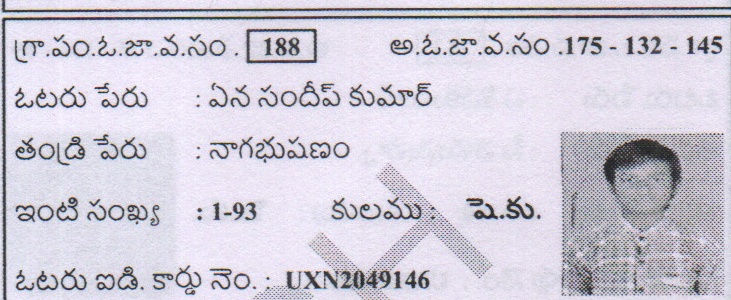 గ్రా.పం.ఓ.జా.వ.సం . 188 అ.ఓ.జా.వ.సం .175 - 132 - 145
ఓటరు పేరు : ఏన సందీప్ కుమార్
తండ్రి పేరు : నాగభుషణం
ఇంటి సంఖ్య : 1-93 కులము : షె.కు.
ఓటరు ఐడి. కార్డు నెం. : UXN2049146